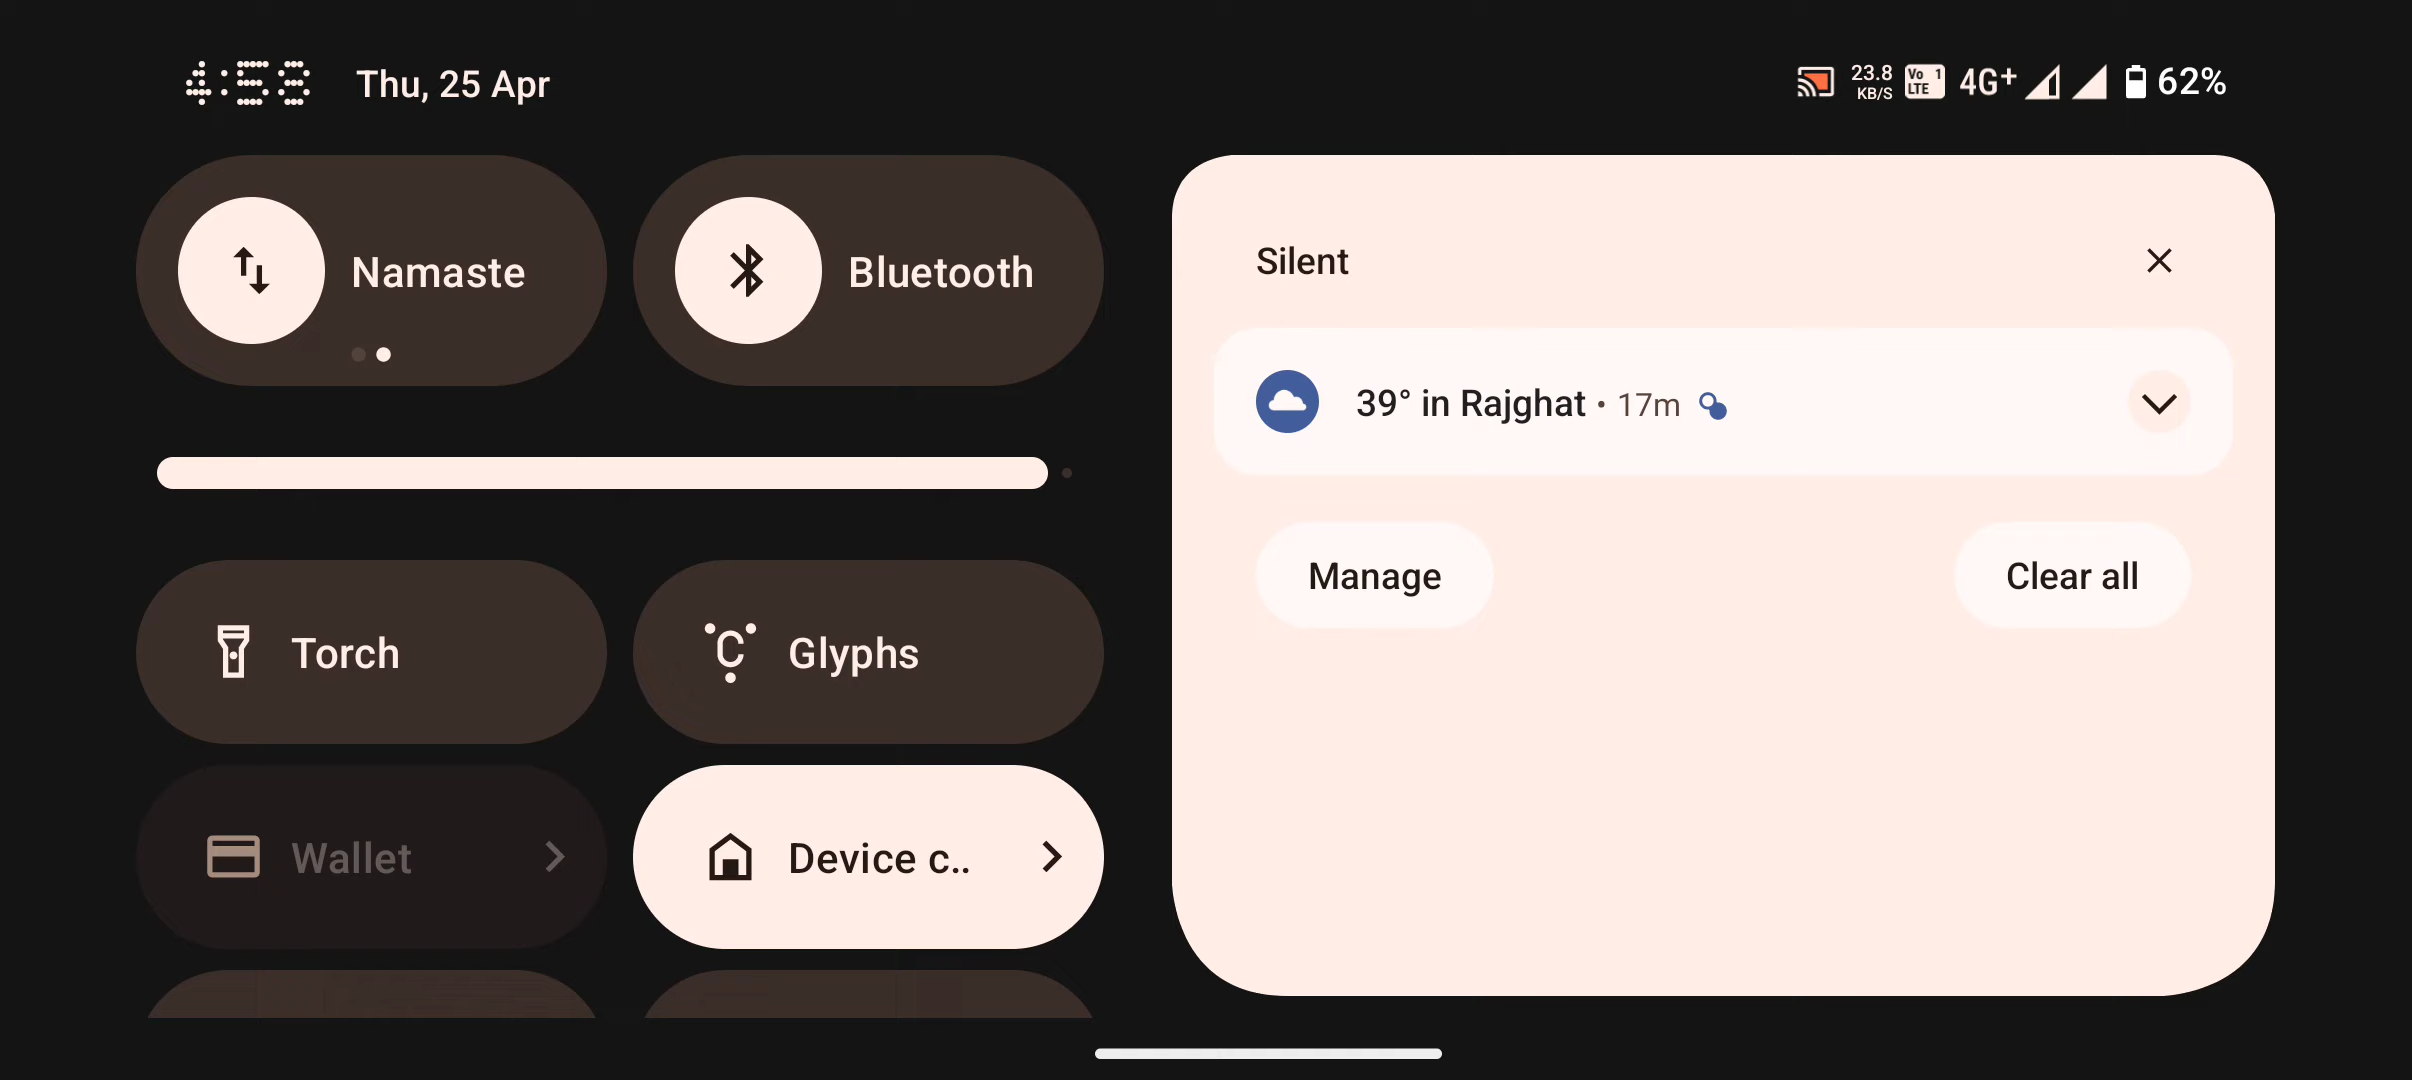 4:58 Thu, 25 Apr
23.8 KB/S Vo 1 LTE 4G+ 62%
Namaste
Bluetooth
Torch
Glyphs
Wallet
Device c..
Silent
39° in Rajghat • 17m
Manage
Clear all